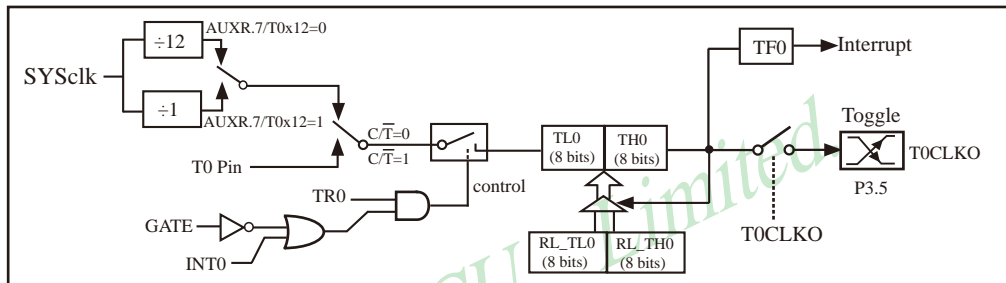 AUXR.7/T0x12=0
÷12
SYSclk
÷1
AUXR.7/T0x12=1
T0 Pin
C/T̅=0
C/T̅=1
TR0
control
GATE
INT0
TL0
(8 bits)
TH0
(8 bits)
RL_TL0
(8 bits)
RL_TH0
(8 bits)
TF0
Interrupt
Toggle
T0CLKO
P3.5
T0CLKO
Limited.